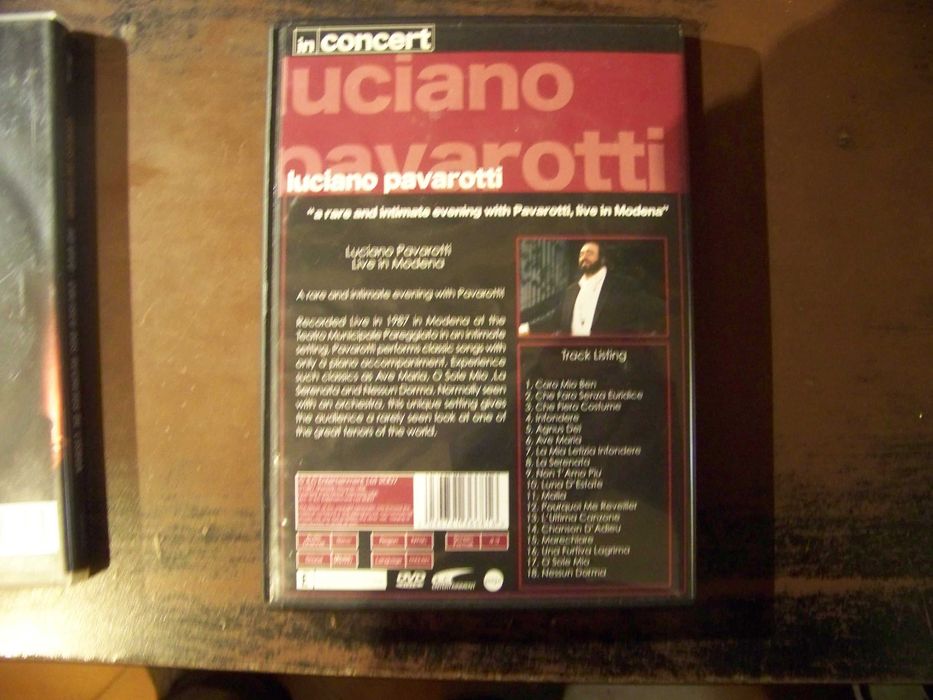 in concert
luciano
pavarotti
luciano pavarotti
"a rare and intimate evening with Pavarotti, live in Modena"
Luciano Pavarotti
Live in Modena
A rare and intimate evening with Pavarotti!
Recorded Live in 1987 in Modena at the
Teatro Municipale Pareggiato in an intimate
setting. Pavarotti performs classic songs with
only a piano accompaniment. Experience
such classics as Ave Maria, O Sole Mio ,La
Serenata and Nessun Dorma. Normally seen
with an orchestra, this unique setting gives
the audience a rarely seen look at one of
the great tenors of the world.
Track Listing
1. Caro Mio Ben
2. Che Faro Senza Euridice
3. Che Fiero Costume
4. Infondere
5. Agnus Dei
6. Ave Maria
7. La Mia Letizia Infondere
8. La Serenata
9. Non T'Amo Piu
10. Luna D'Estate
11. Malia
12. Pourquoi Me Reveiller
13. L'Ultima Canzone
14. Chanson D'Adieu
15. Marechiare
16. Una Furtiva Lagrima
17. O Sole Mio
18. Nessun Dorma
Entertainment Ltd 2007
Region
Language
DVD
ENTERTAINMENT